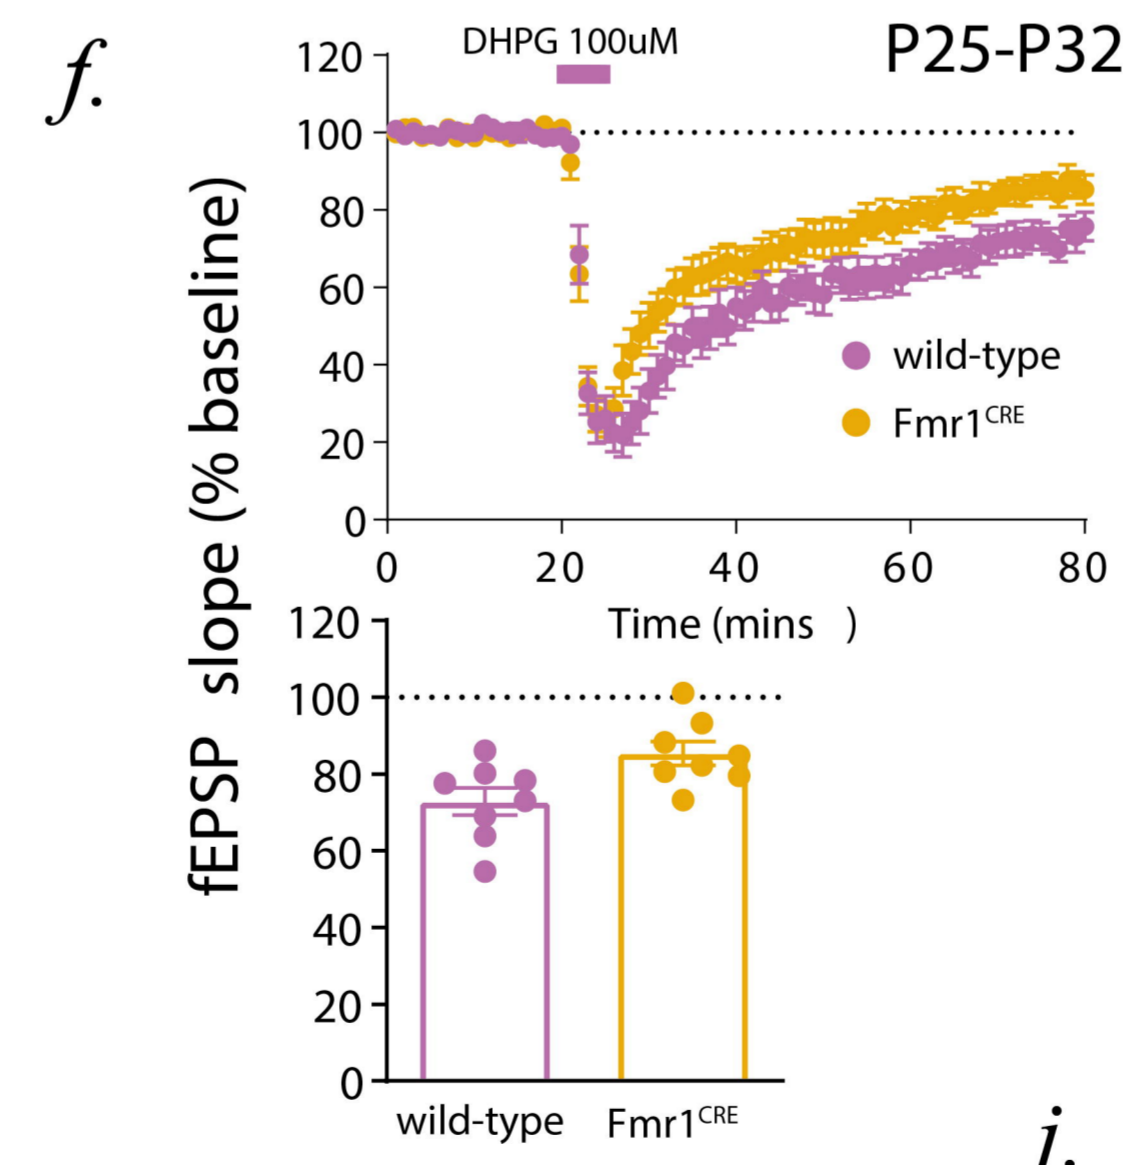 f.
DHPG 100uM
P25-P32
fEPSP slope (% baseline)
120
100
80
60
40
20
0
wild-type
Fmr1CRE
0 20 40 60 80
Time (mins )
120
100
80
60
40
20
0
wild-type Fmr1CRE
i.